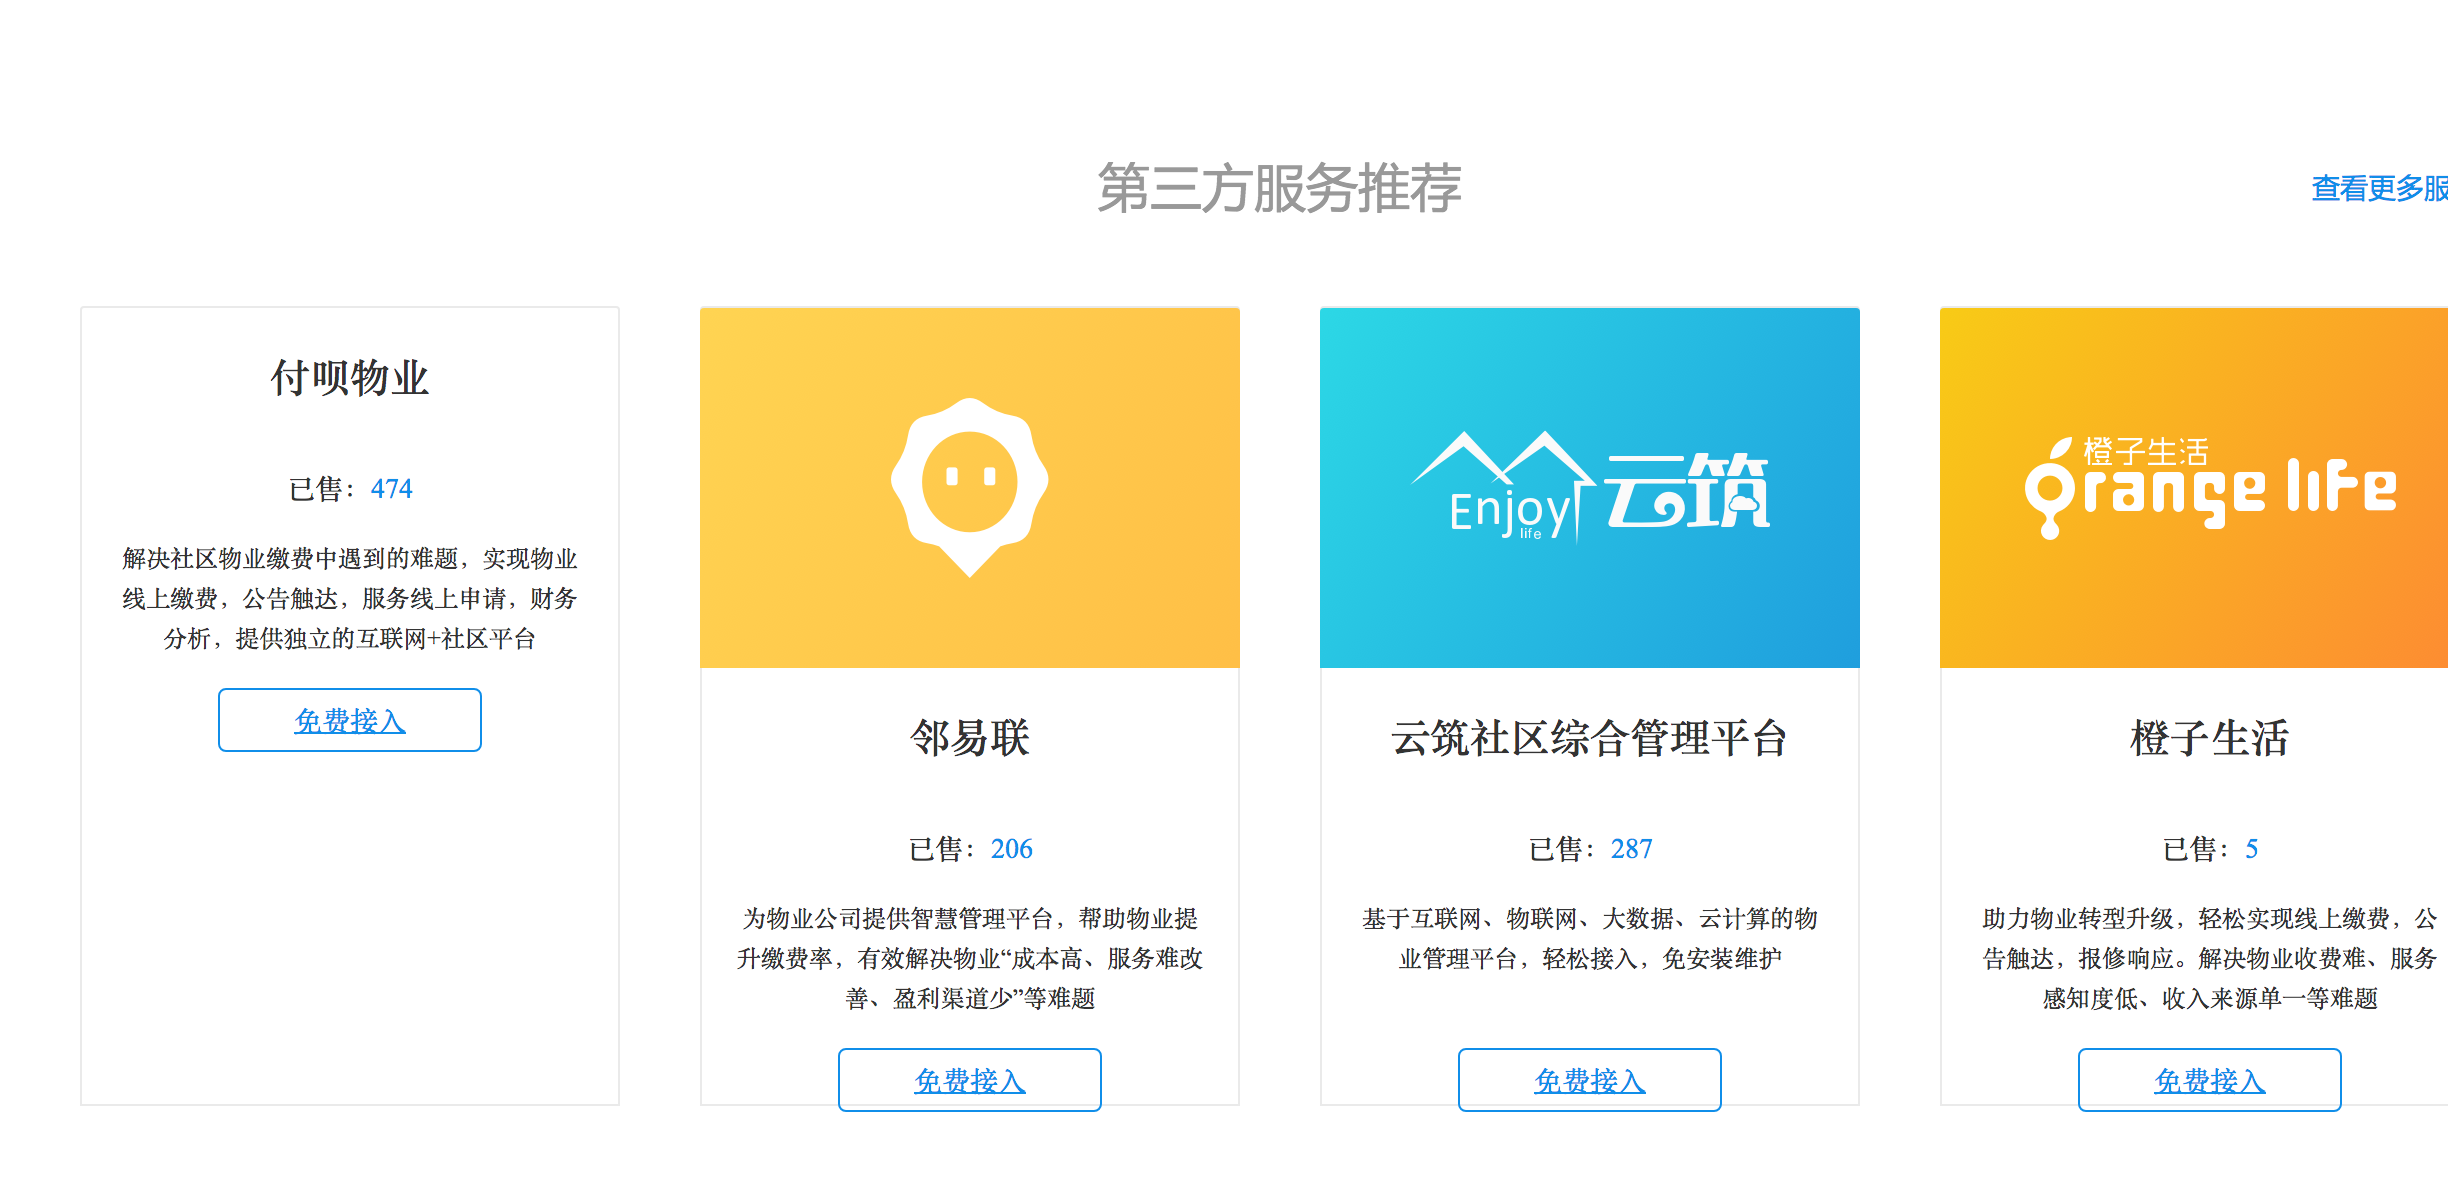 第三方服务推荐
查看更多服
付呗物业
已售：474
解决社区物业缴费中遇到的难题，实现物业
线上缴费，公告触达，服务线上申请，财务
分析，提供独立的互联网+社区平台
免费接入
邻易联
已售：206
为物业公司提供智慧管理平台，帮助物业提
升缴费率，有效解决物业“成本高、服务难改
善、盈利渠道少”等难题
免费接入
Enjoy
life
云筑
云筑社区综合管理平台
已售：287
基于互联网、物联网、大数据、云计算的物
业管理平台，轻松接入，免安装维护
免费接入
橙子生活
orange life
橙子生活
已售：5
助力物业转型升级，轻松实现线上缴费，公
告触达，报修响应。解决物业收费难、服务
感知度低、收入来源单一等难题
免费接入